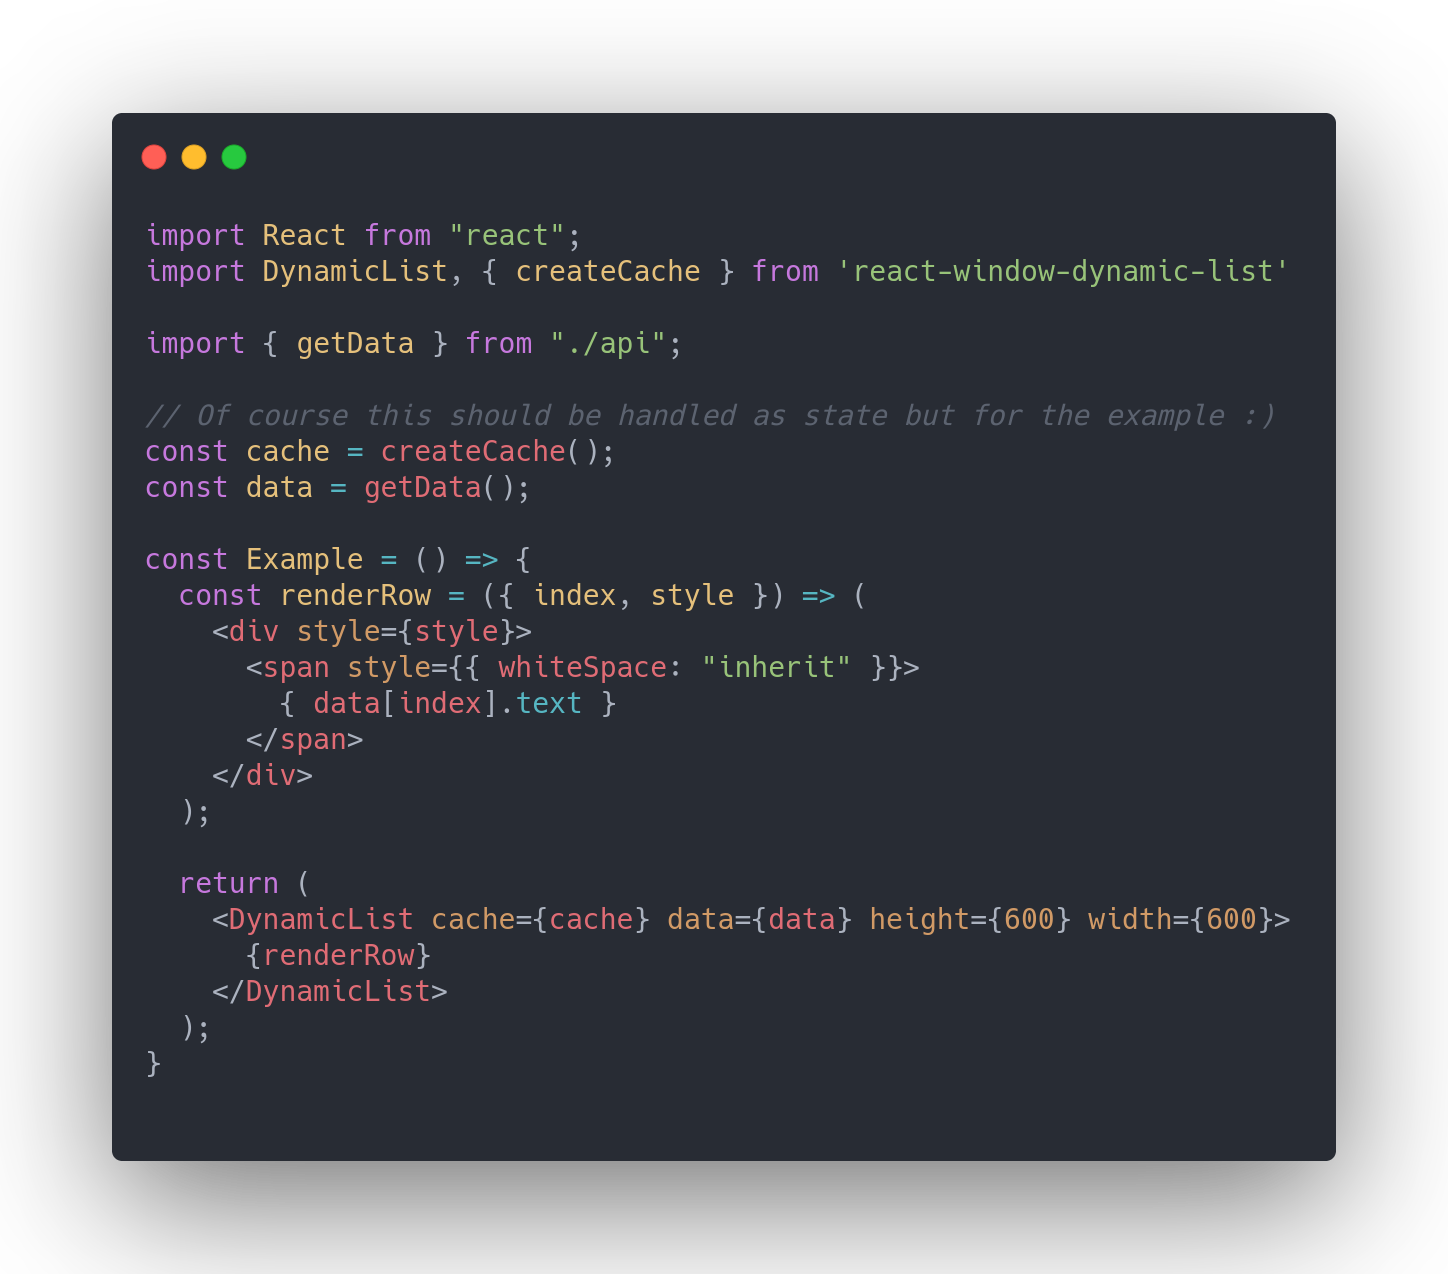 import React from "react";
import DynamicList, { createCache } from 'react-window-dynamic-list'

import { getData } from "./api";

// Of course this should be handled as state but for the example :)
const cache = createCache();
const data = getData();

const Example = () => {
  const renderRow = ({ index, style }) => (
    <div style={style}>
      <span style={{ whiteSpace: "inherit" }}>
        { data[index].text }
      </span>
    </div>
  );

  return (
    <DynamicList cache={cache} data={data} height={600} width={600}>
      {renderRow}
    </DynamicList>
  );
}